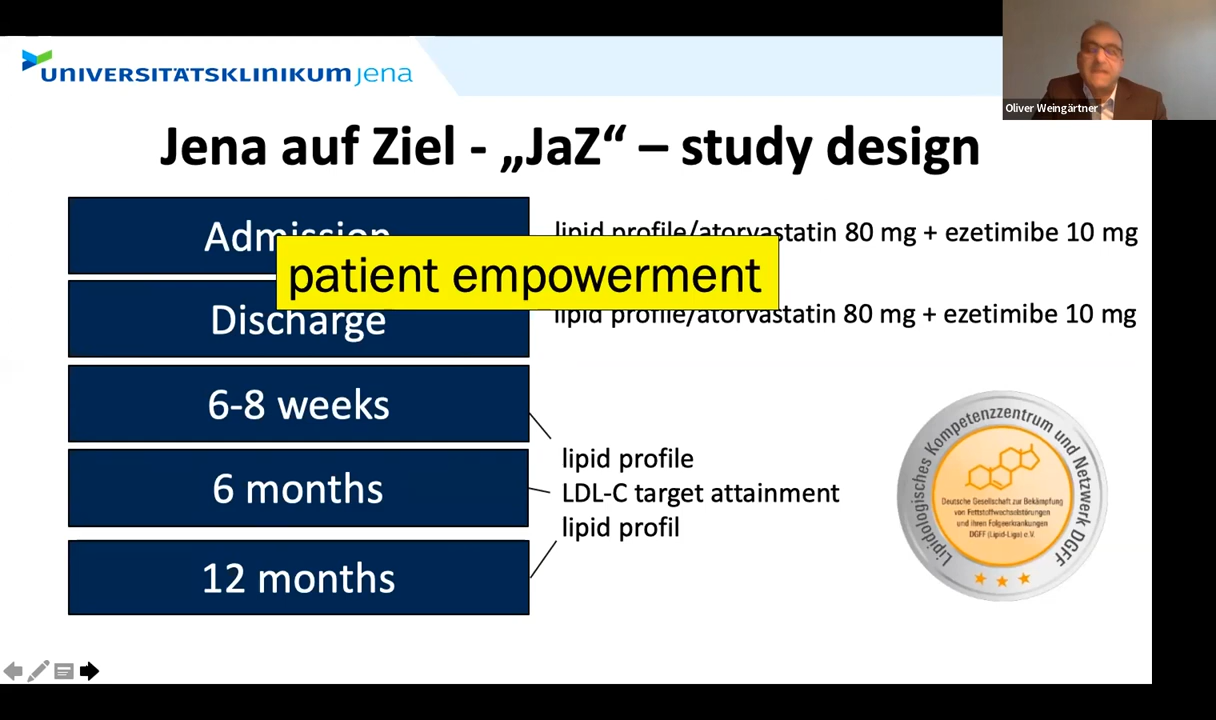 UNIVERSITÄTSKLINIKUM jena
Oliver Weingärtner
Jena auf Ziel - „JaZ“ – study design
Admission
lipid profile/atorvastatin 80 mg + ezetimibe 10 mg
patient empowerment
Discharge
lipid profile/atorvastatin 80 mg + ezetimibe 10 mg
6-8 weeks
lipid profile
6 months
LDL-C target attainment
lipid profil
12 months
Lipidologisches Kompetenzzentrum und Netzwerk DGFF
Deutsche Gesellschaft zur Bekämpfung
von Fettstoffwechselstörungen
und ihren Folgeerkrankungen
DGFF (Lipid-Liga) e.V.